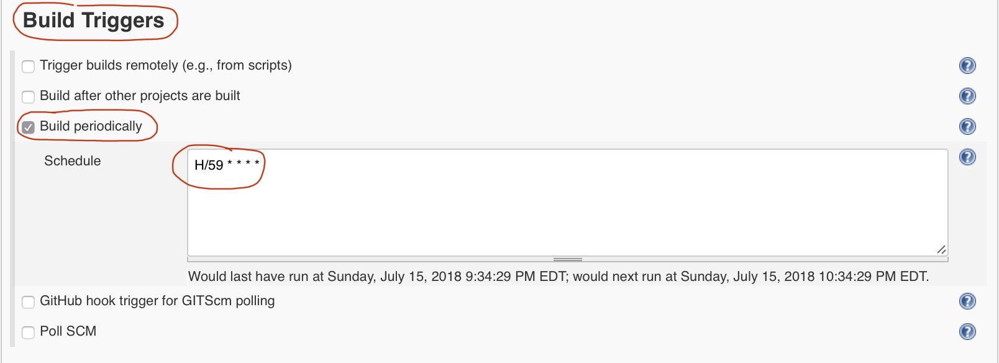 Build Triggers
Trigger builds remotely (e.g., from scripts)
Build after other projects are built
Build periodically
Schedule
H/59 * * * *
Would last have run at Sunday, July 15, 2018 9:34:29 PM EDT; would next run at Sunday, July 15, 2018 10:34:29 PM EDT.
GitHub hook trigger for GITScm polling
Poll SCM